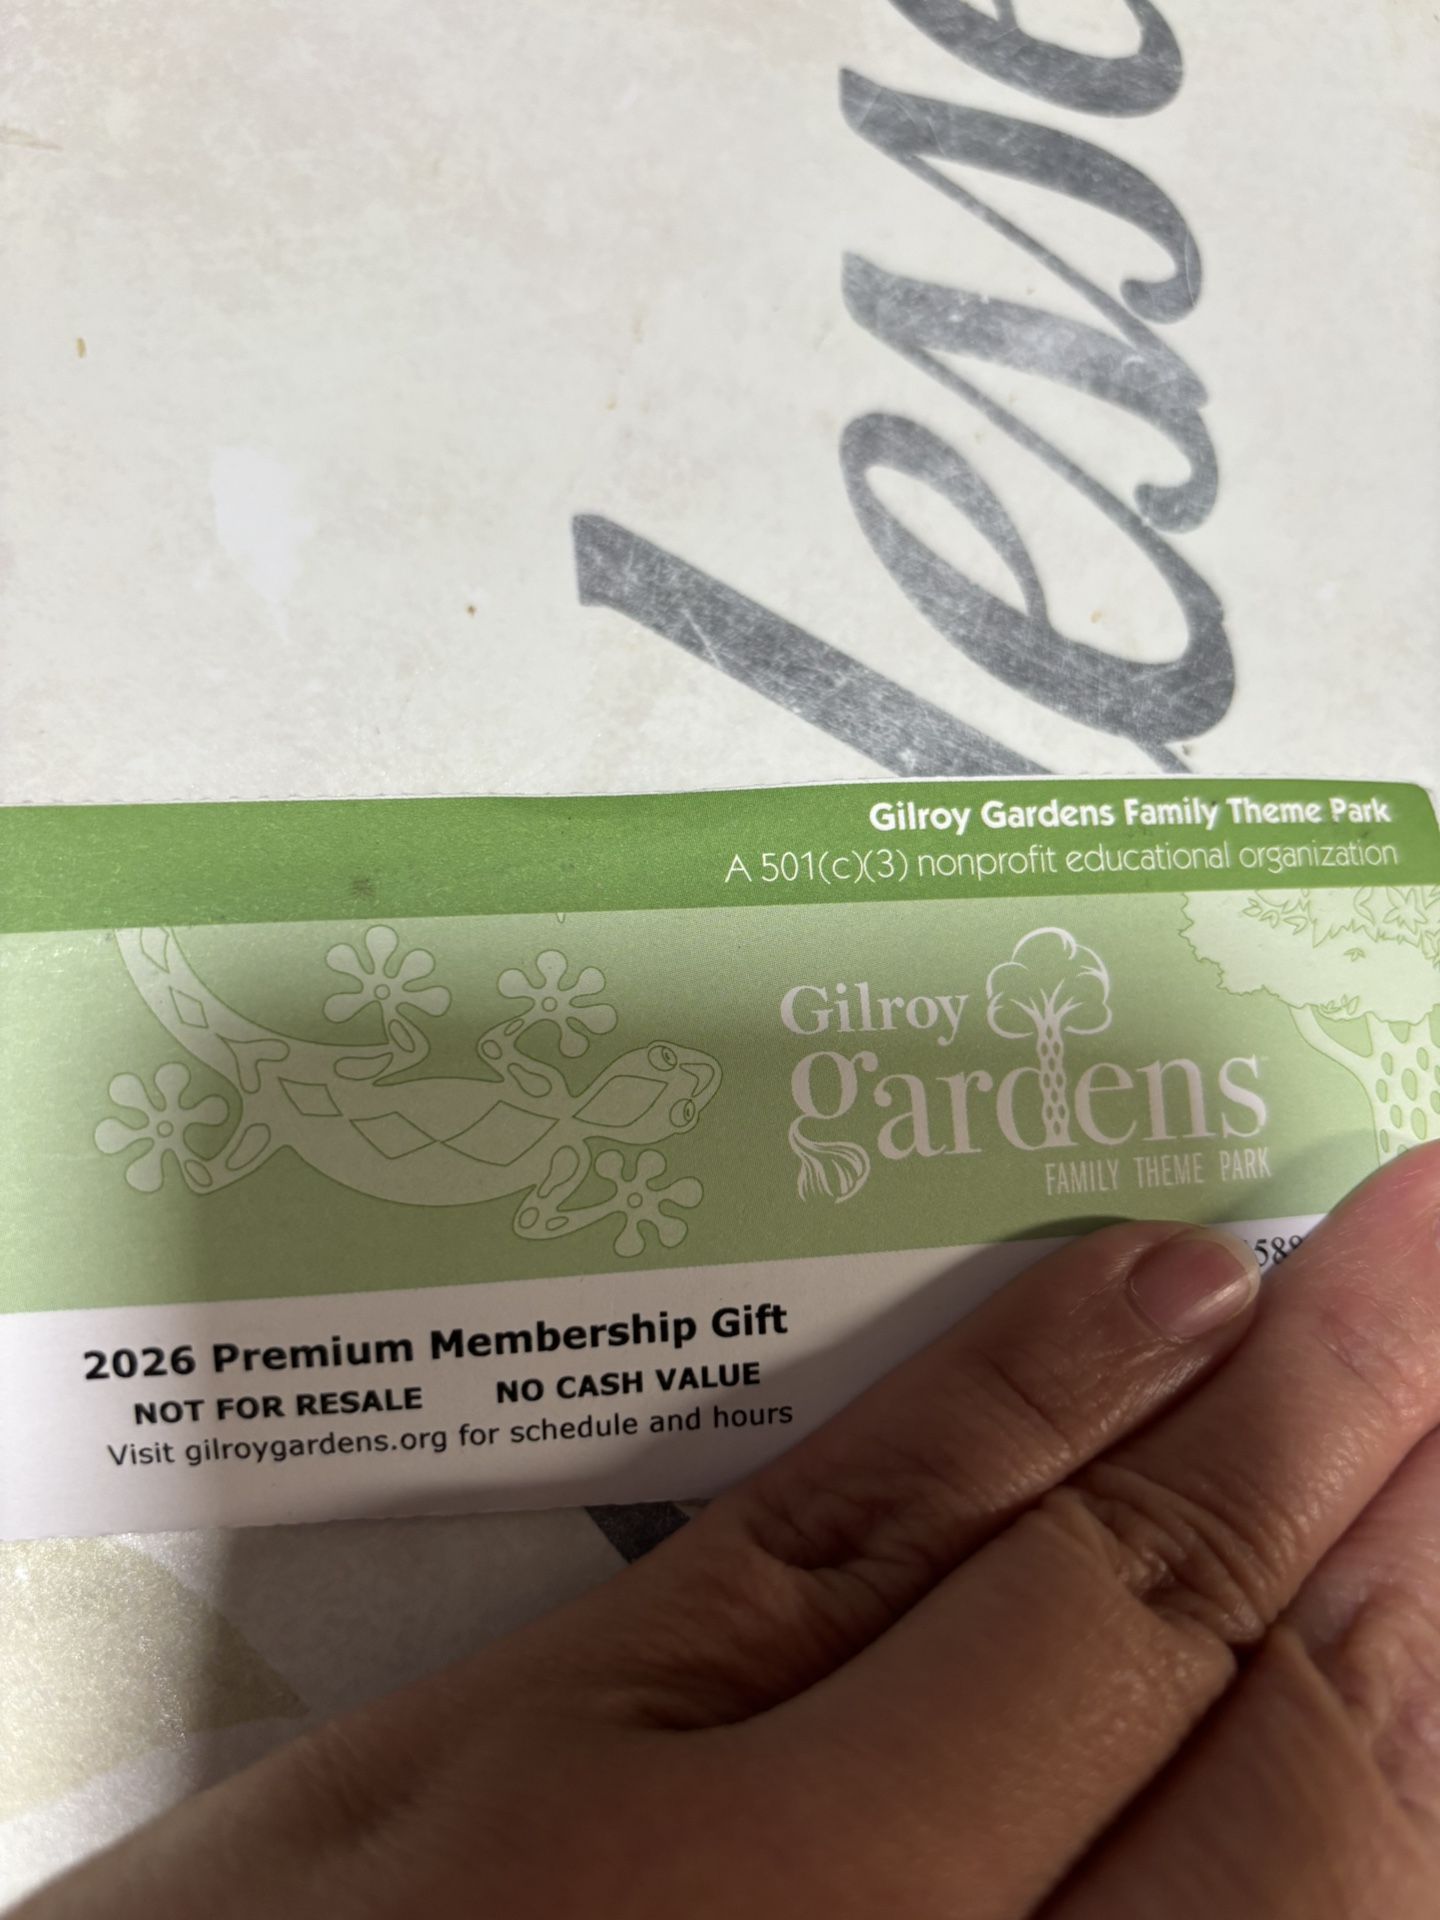 Gilroy Gardens Family Theme Park
A 501(c)(3) nonprofit educational organization
Gilroy
gardens
FAMILY THEME PARK
588
2026 Premium Membership Gift
NOT FOR RESALE NO CASH VALUE
Visit gilroygardens.org for schedule and hours